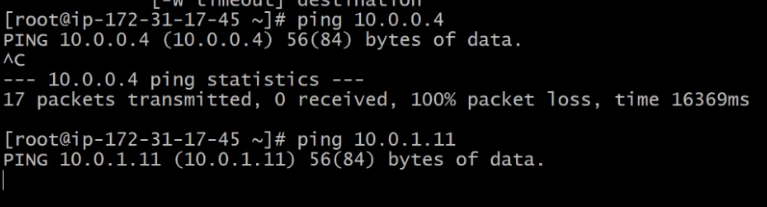 [-w timeout] destination
[root@ip-172-31-17-45 ~]# ping 10.0.0.4
PING 10.0.0.4 (10.0.0.4) 56(84) bytes of data.
^C
--- 10.0.0.4 ping statistics ---
17 packets transmitted, 0 received, 100% packet loss, time 16369ms
[root@ip-172-31-17-45 ~]# ping 10.0.1.11
PING 10.0.1.11 (10.0.1.11) 56(84) bytes of data.